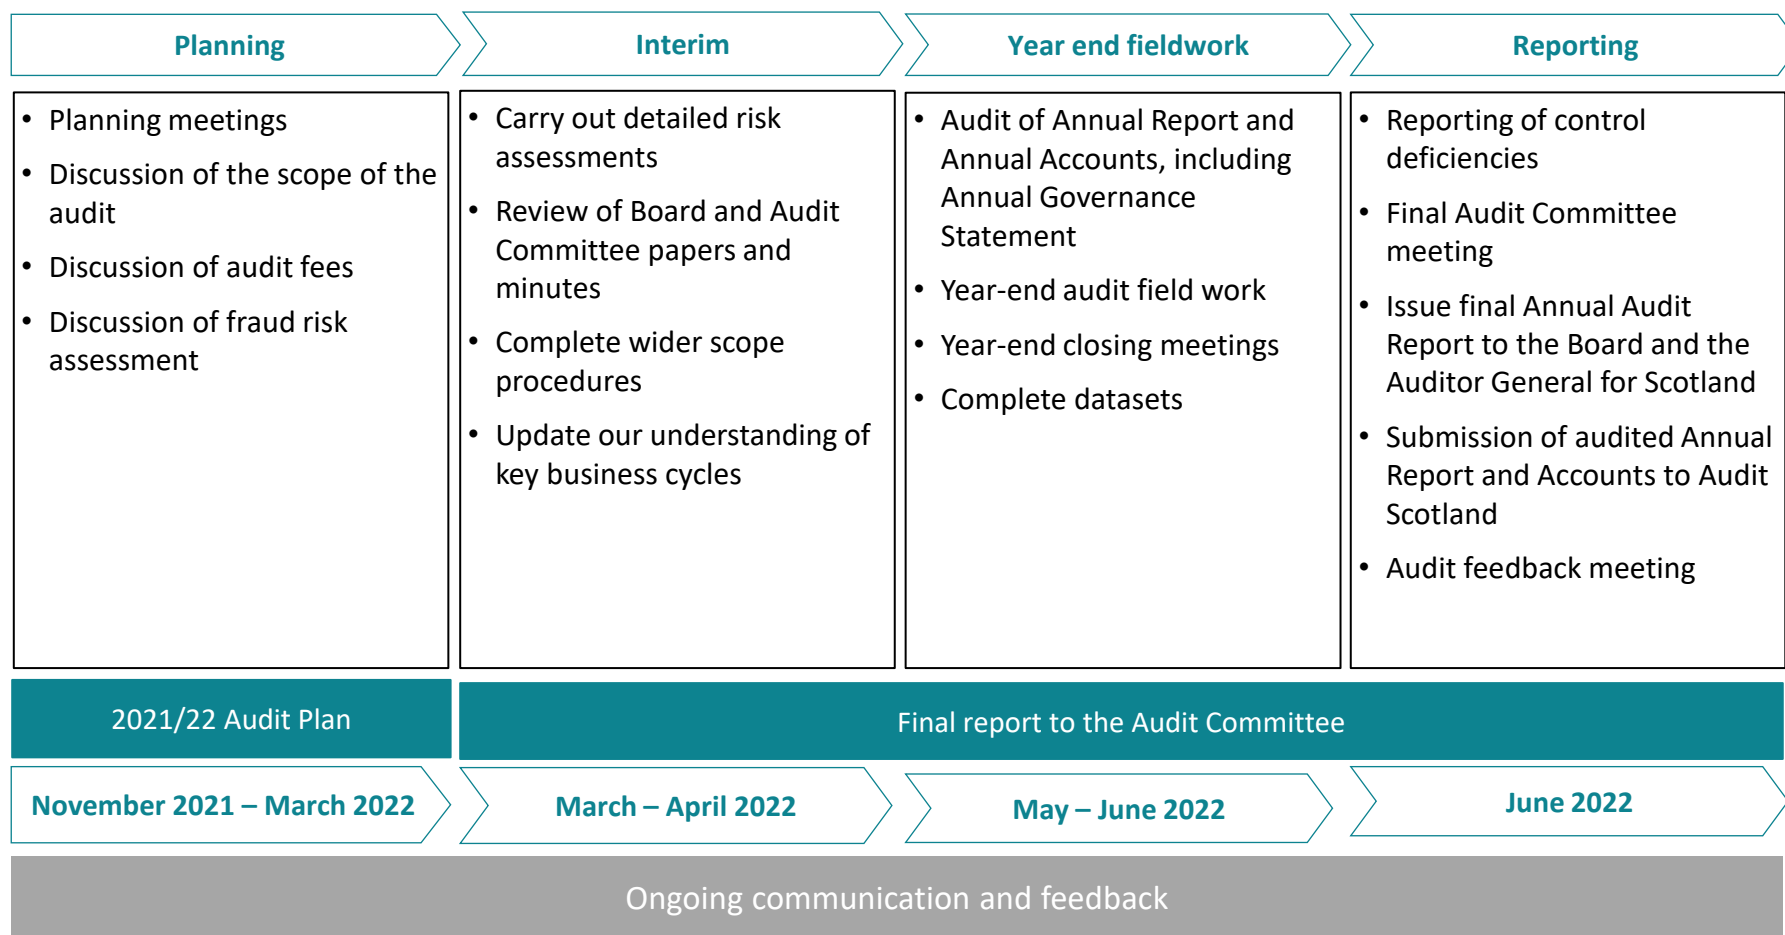 Planning
Interim
Year end fieldwork
Reporting
• Planning meetings
• Discussion of the scope of the
audit
• Discussion of audit fees
• Discussion of fraud risk
assessment
• Carry out detailed risk
assessments
• Review of Board and Audit
Committee papers and
minutes
• Complete wider scope
procedures
• Update our understanding of
key business cycles
• Audit of Annual Report and
Annual Accounts, including
Annual Governance
Statement
• Year-end audit field work
• Year-end closing meetings
• Complete datasets
• Reporting of control
deficiencies
• Final Audit Committee
meeting
• Issue final Annual Audit
Report to the Board and the
Auditor General for Scotland
• Submission of audited Annual
Report and Accounts to Audit
Scotland
• Audit feedback meeting
2021/22 Audit Plan
Final report to the Audit Committee
November 2021 – March 2022
March – April 2022
May – June 2022
June 2022
Ongoing communication and feedback